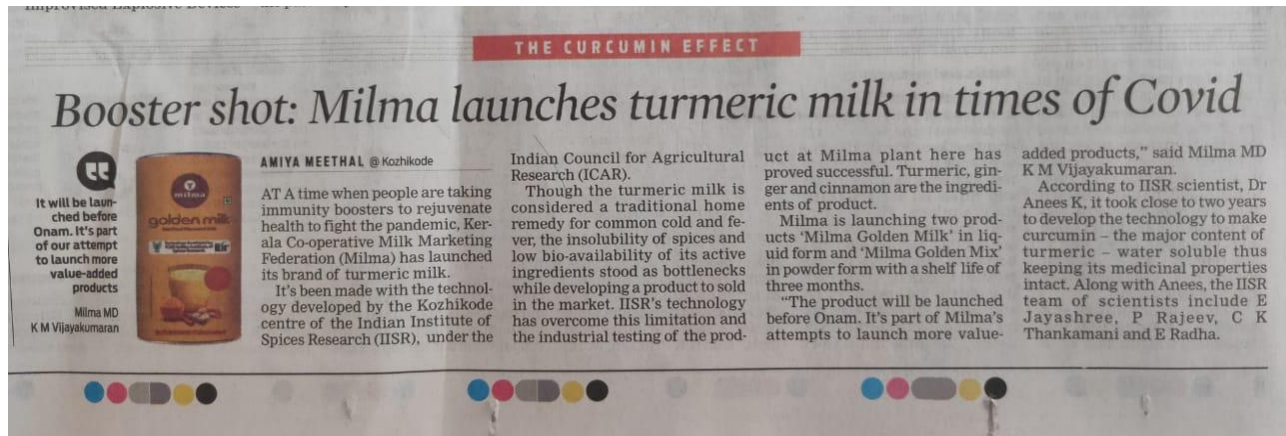 THE CURCUMIN EFFECT
Booster shot: Milma launches turmeric milk in times of Covid
It will be laun-
ched before
Onam. It's part
of our attempt
to launch more
value-added
products
Milma MD
K M Vijayakumaran
milma
golden milk
AMIYA MEETHAL @ Kozhikode
AT A time when people are taking
immunity boosters to rejuvenate
health to fight the pandemic, Ker-
ala Co-operative Milk Marketing
Federation (Milma) has launched
its brand of turmeric milk.
It's been made with the technol-
ogy developed by the Kozhikode
centre of the Indian Institute of
Spices Research (IISR), under the
Indian Council for Agricultural
Research (ICAR).
Though the turmeric milk is
considered a traditional home
remedy for common cold and fe-
ver, the insolubility of spices and
low bio-availability of its active
ingredients stood as bottlenecks
while developing a product to sold
in the market. IISR's technology
has overcome this limitation and
the industrial testing of the prod-
uct at Milma plant here has
proved successful. Turmeric, gin-
ger and cinnamon are the ingredi-
ents of product.
Milma is launching two prod-
ucts 'Milma Golden Milk' in liq-
uid form and 'Milma Golden Mix'
in powder form with a shelf life of
three months.
"The product will be launched
before Onam. It's part of Milma's
attempts to launch more value-
added products," said Milma MD
K M Vijayakumaran.
According to IISR scientist, Dr
Anees K, it took close to two years
to develop the technology to make
curcumin – the major content of
turmeric – water soluble thus
keeping its medicinal properties
intact. Along with Anees, the IISR
team of scientists include E
Jayashree, P Rajeev, C K
Thankamani and E Radha.